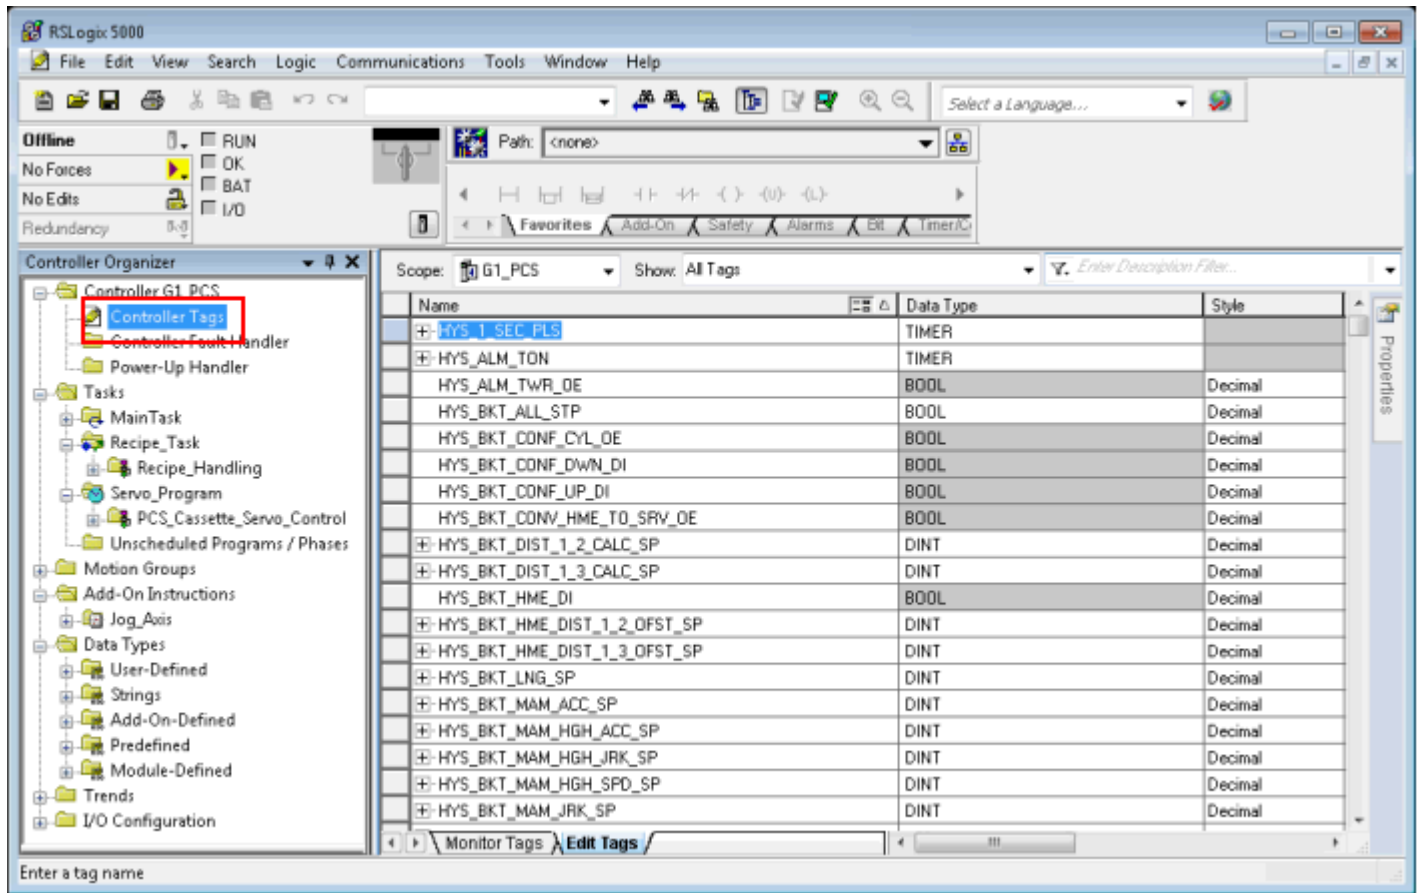 RSLogix 5000
File Edit View Search Logic Communications Tools Window Help
Select a Language...
Offline
RUN
No Forces
OK
No Edits
BAT
Redundancy
I/O
Path: <none>
Favorites Add-On Safety Alarms Bit Timer/C
Controller Organizer
Controller G1_PCS
Controller Tags
Controller Fault Handler
Power-Up Handler
Tasks
MainTask
Recipe_Task
Recipe_Handling
Servo_Program
PCS_Cassette_Servo_Control
Unscheduled Programs / Phases
Motion Groups
Add-On Instructions
Jog_Axis
Data Types
User-Defined
Strings
Add-On-Defined
Predefined
Module-Defined
Trends
I/O Configuration
Scope: G1_PCS Show: All Tags Enter Description Filter...
Name Data Type Style
HYS_1_SEC_PLS TIMER
HYS_ALM_TON TIMER
HYS_ALM_TWR_OE BOOL Decimal
HYS_BKT_ALL_STP BOOL Decimal
HYS_BKT_CONF_CYL_OE BOOL Decimal
HYS_BKT_CONF_DWN_DI BOOL Decimal
HYS_BKT_CONF_UP_DI BOOL Decimal
HYS_BKT_CONV_HME_TO_SRV_OE BOOL Decimal
HYS_BKT_DIST_1_2_CALC_SP DINT Decimal
HYS_BKT_DIST_1_3_CALC_SP DINT Decimal
HYS_BKT_HME_DI BOOL Decimal
HYS_BKT_HME_DIST_1_2_OFST_SP DINT Decimal
HYS_BKT_HME_DIST_1_3_OFST_SP DINT Decimal
HYS_BKT_LNG_SP DINT Decimal
HYS_BKT_MAM_ACC_SP DINT Decimal
HYS_BKT_MAM_HGH_ACC_SP DINT Decimal
HYS_BKT_MAM_HGH_JRK_SP DINT Decimal
HYS_BKT_MAM_HGH_SPD_SP DINT Decimal
HYS_BKT_MAM_JRK_SP DINT Decimal
Properties
Monitor Tags Edit Tags
Enter a tag name